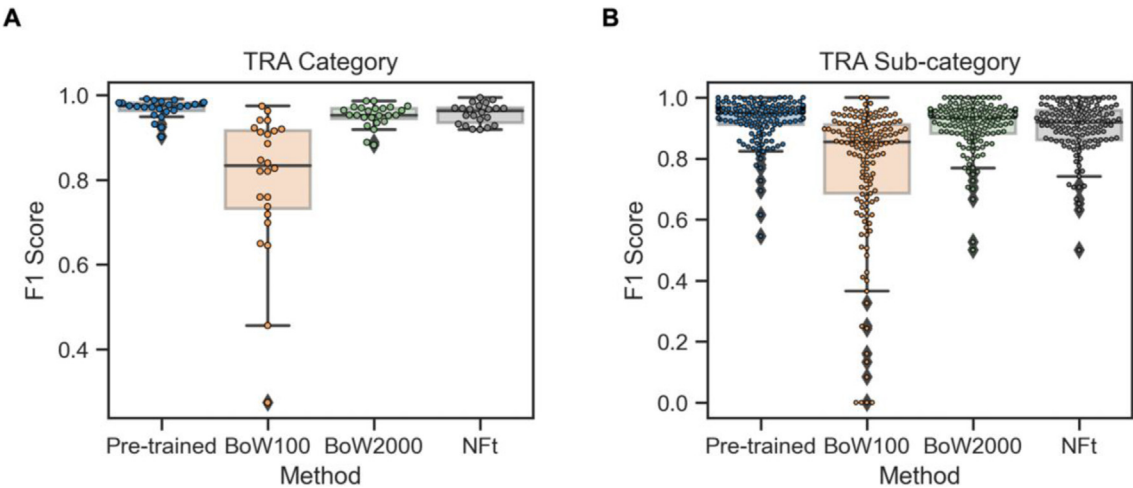 A
TRA Category
F1 Score
1.0
0.8
0.6
0.4
Pre-trained BoW100 BoW2000 NFt
Method
B
TRA Sub-category
F1 Score
1.0
0.8
0.6
0.4
0.2
0.0
Pre-trained BoW100 BoW2000 NFt
Method